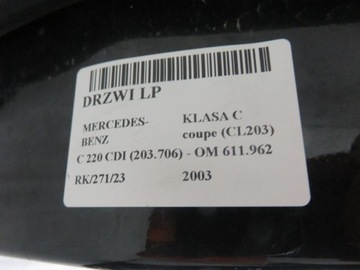 DRZWI LP
MERCEDES-BENZ KLASA C coupe (CL203)
C 220 CDI (203.706) - OM 611.962
RK/271/23 2003